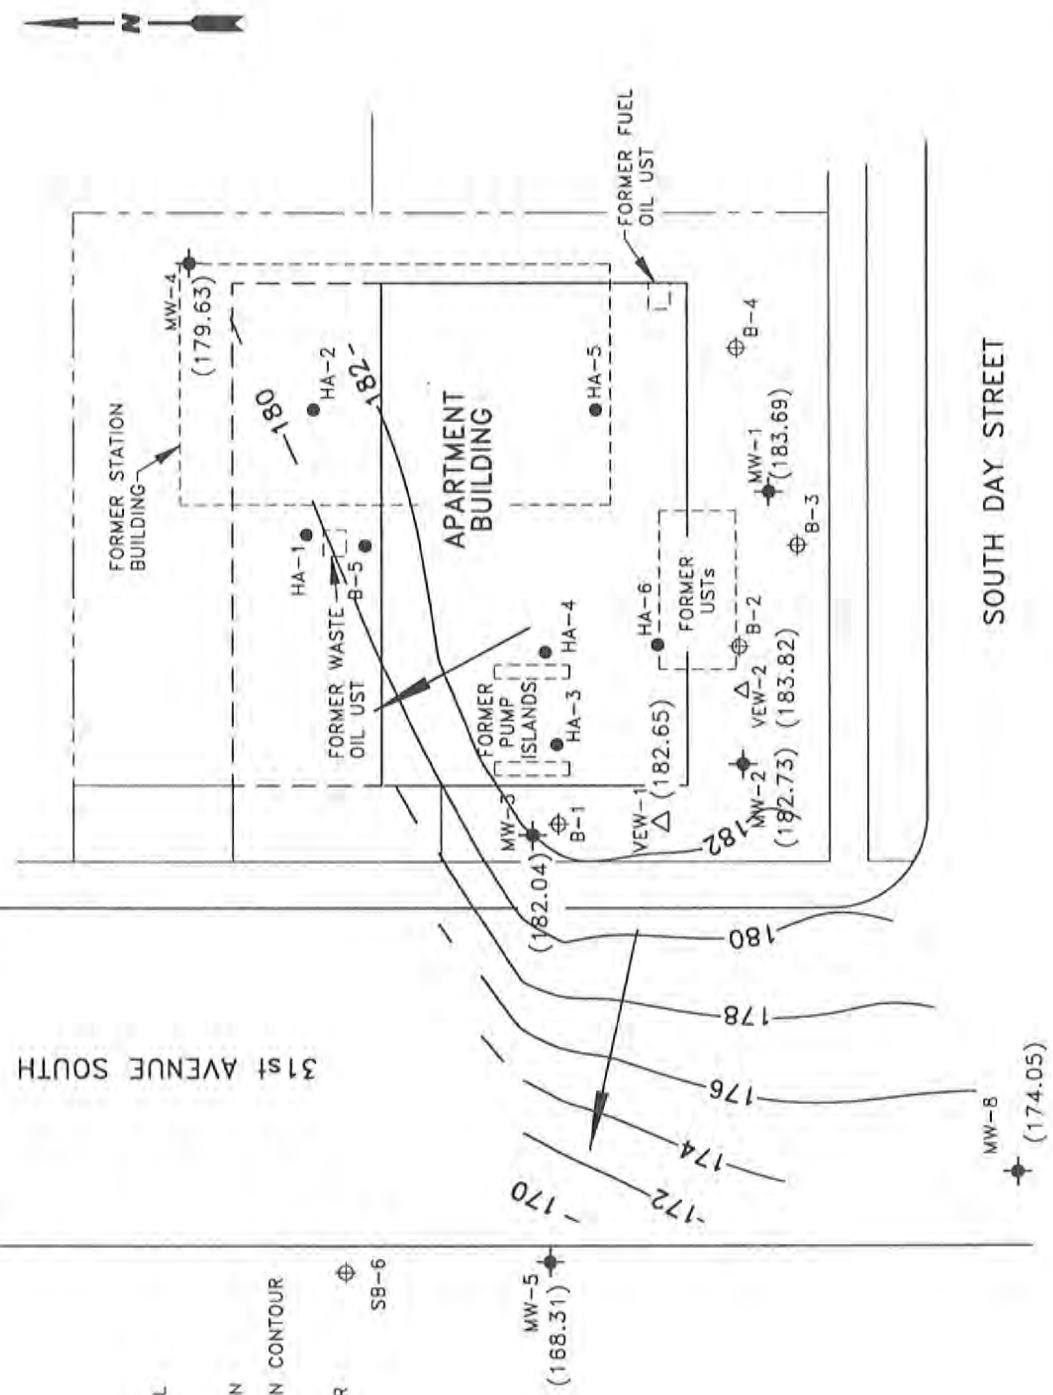 N
FORMER FUEL
OIL UST
MW-4
(179.63)
FORMER STATION
BUILDING
180
HA-2
182
HA-5
B-4
APARTMENT
BUILDING
MW-1
(183.69)
B-3
HA-1
B-5
FORMER WASTE
OIL UST
HA-6
FORMER
USTs
B-2
HA-4
FORMER
PUMP
ISLANDS
HA-3
VEW-2
(183.82)
MW-3
(182.04)
B-1
VEW-1
(182.65)
MW-2
(182.73)
182
SOUTH DAY STREET
180
178
176
174
172
170
31st AVENUE SOUTH
MW-8
(174.05)
SB-6
MW-5
(168.31)
L
N
N CONTOUR
R